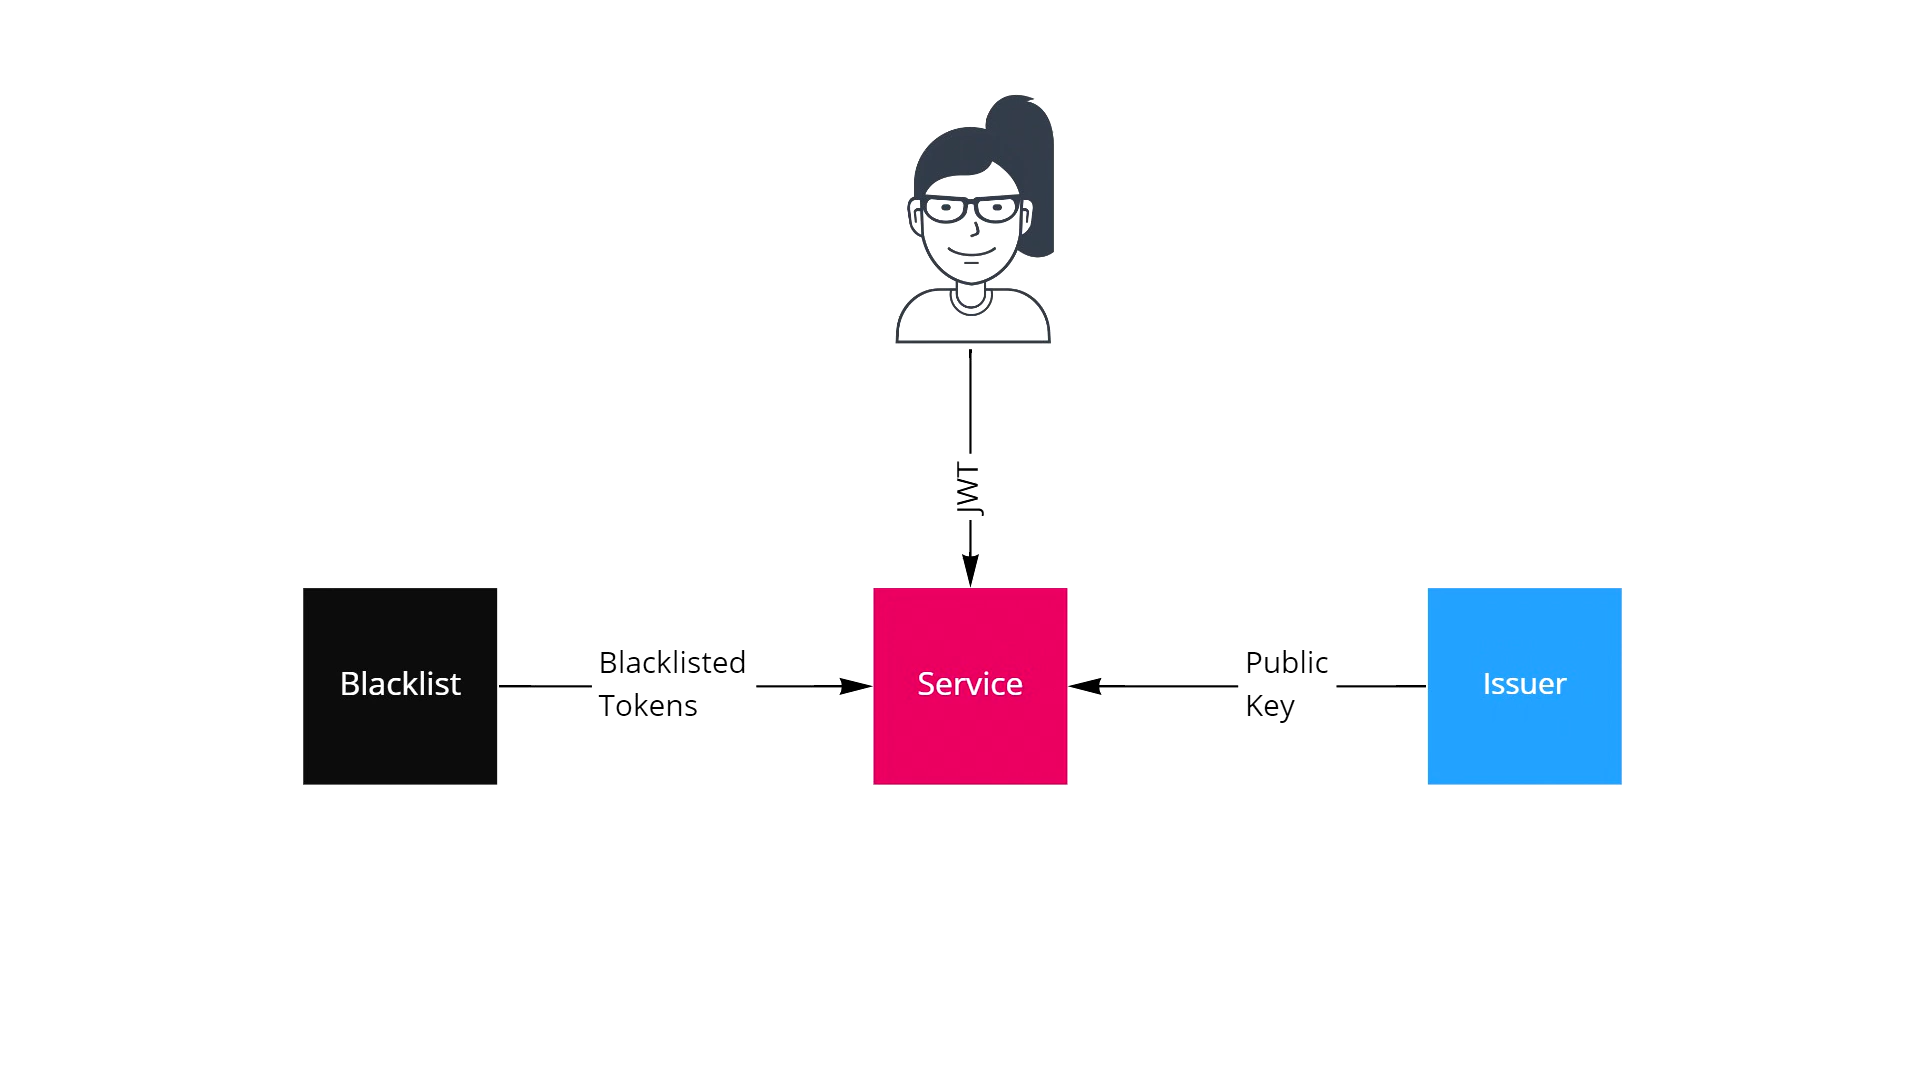 JWT
Blacklist
Blacklisted
Tokens
Service
Public
Key
Issuer